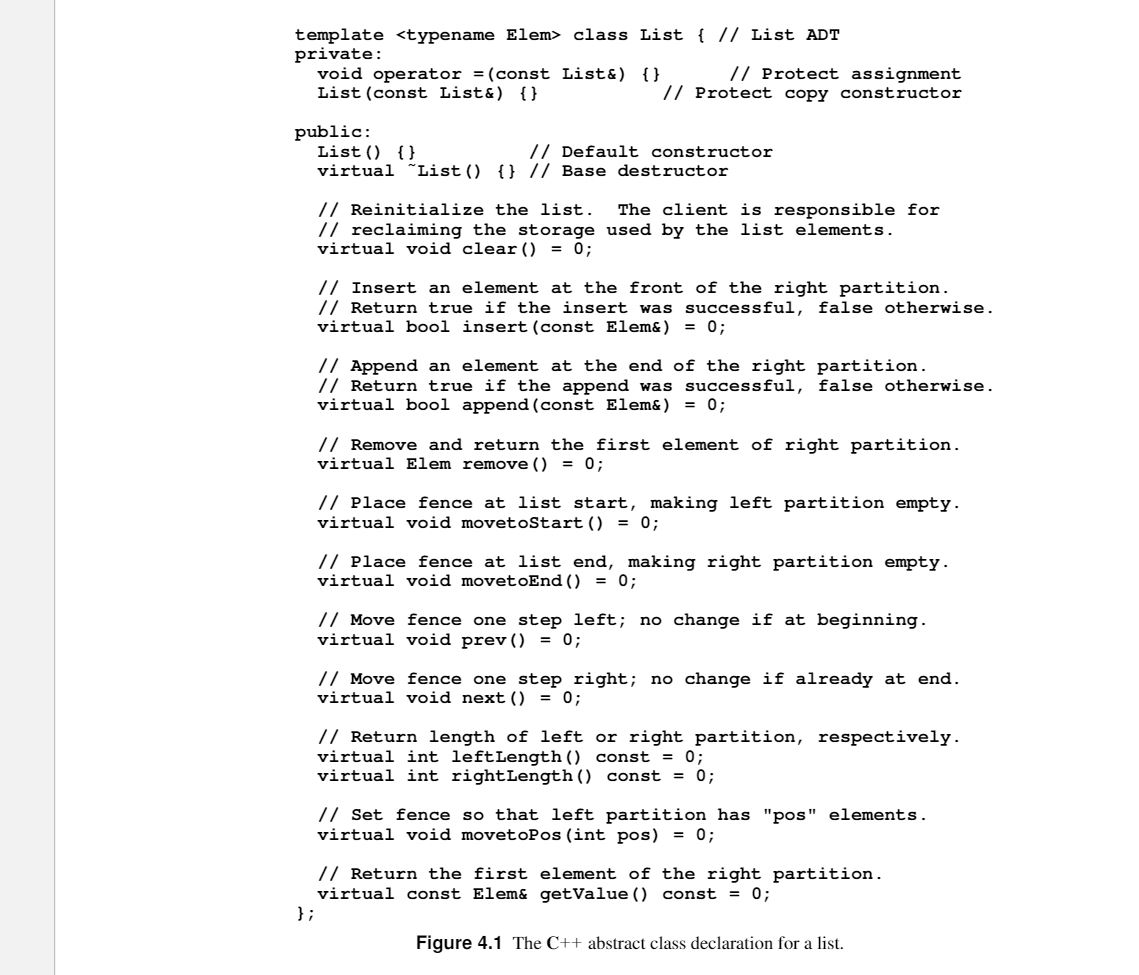 template <typename Elem> class List { // List ADT
private:
  void operator =(const List&) {}      // Protect assignment
  List(const List&) {}           // Protect copy constructor

public:
  List() {}          // Default constructor
  virtual ~List() {} // Base destructor

  // Reinitialize the list.  The client is responsible for
  // reclaiming the storage used by the list elements.
  virtual void clear() = 0;

  // Insert an element at the front of the right partition.
  // Return true if the insert was successful, false otherwise.
  virtual bool insert(const Elem&) = 0;

  // Append an element at the end of the right partition.
  // Return true if the append was successful, false otherwise.
  virtual bool append(const Elem&) = 0;

  // Remove and return the first element of right partition.
  virtual Elem remove() = 0;

  // Place fence at list start, making left partition empty.
  virtual void movetoStart() = 0;

  // Place fence at list end, making right partition empty.
  virtual void movetoEnd() = 0;

  // Move fence one step left; no change if at beginning.
  virtual void prev() = 0;

  // Move fence one step right; no change if already at end.
  virtual void next() = 0;

  // Return length of left or right partition, respectively.
  virtual int leftLength() const = 0;
  virtual int rightLength() const = 0;

  // Set fence so that left partition has "pos" elements.
  virtual void movetoPos(int pos) = 0;

  // Return the first element of the right partition.
  virtual const Elem& getValue() const = 0;
};
Figure 4.1 The C++ abstract class declaration for a list.